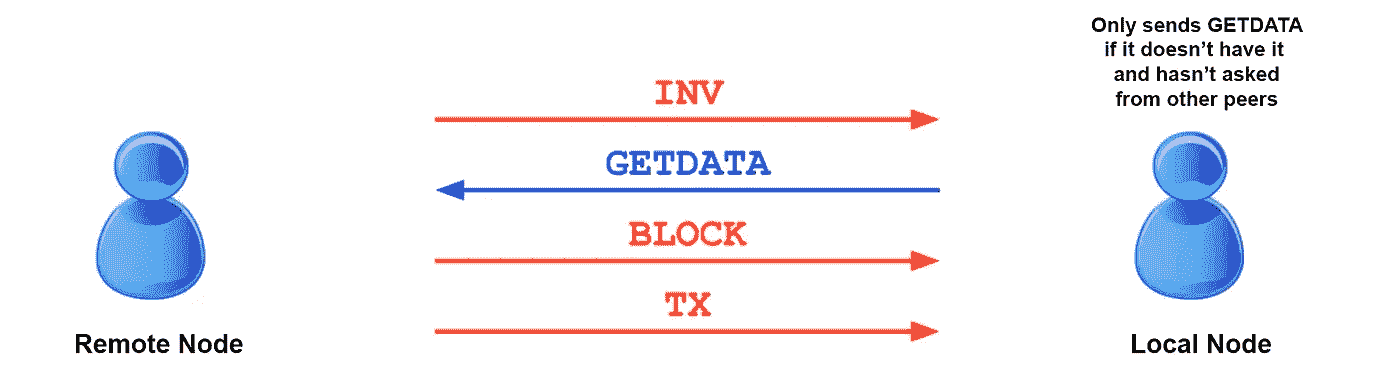 Only sends GETDATA
if it doesn't have it
and hasn't asked
from other peers
INV
GETDATA
BLOCK
TX
Remote Node
Local Node